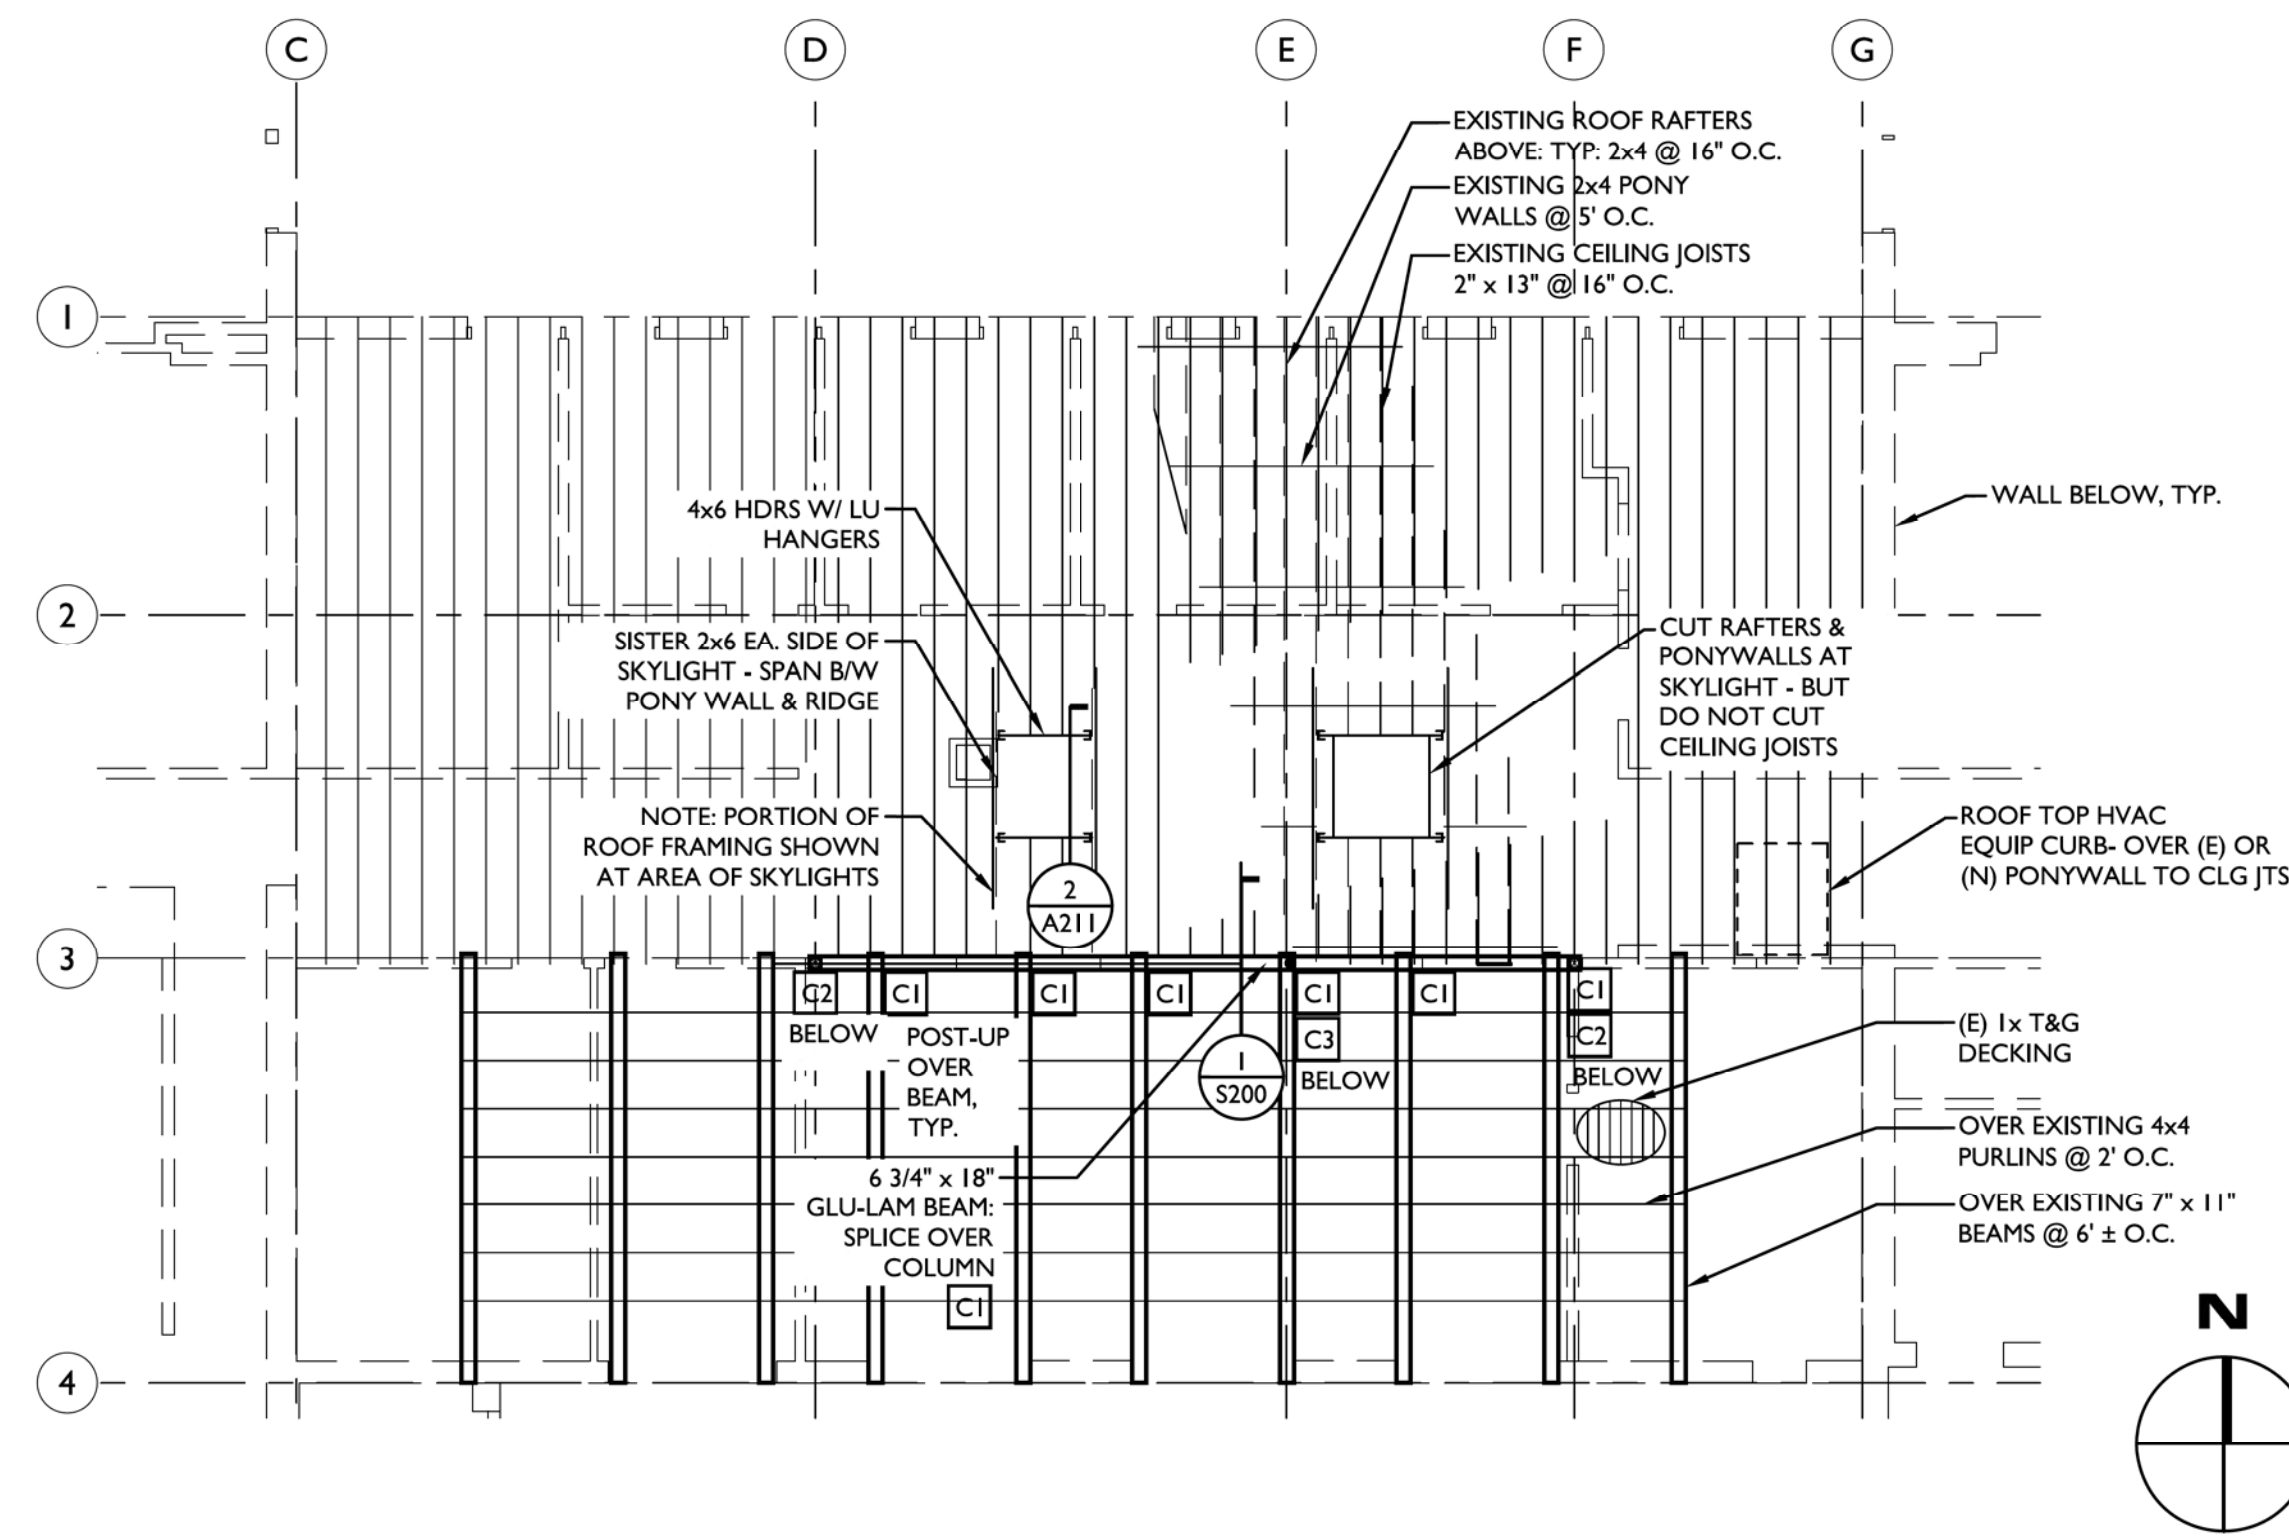 C
D
E
F
G
EXISTING ROOF RAFTERS
ABOVE: TYP: 2x4 @ 16" O.C.
EXISTING 2x4 PONY
WALLS @ 5' O.C.
EXISTING CEILING JOISTS
2" x 13" @ 16" O.C.
1
WALL BELOW, TYP.
4x6 HDRS W/ LU
HANGERS
2
SISTER 2x6 EA. SIDE OF
SKYLIGHT - SPAN B/W
PONY WALL & RIDGE
CUT RAFTERS &
PONYWALLS AT
SKYLIGHT - BUT
DO NOT CUT
CEILING JOISTS
NOTE: PORTION OF
ROOF FRAMING SHOWN
AT AREA OF SKYLIGHTS
ROOF TOP HVAC
EQUIP CURB- OVER (E) OR
(N) PONYWALL TO CLG JTS
2
A211
3
C2
BELOW
C1
C1
C1
C1
C3
BELOW
C1
C1
C2
BELOW
POST-UP
OVER
BEAM,
TYP.
1
S200
(E) 1x T&G
DECKING
OVER EXISTING 4x4
PURLINS @ 2' O.C.
6 3/4" x 18"
GLU-LAM BEAM:
SPLICE OVER
COLUMN
C1
OVER EXISTING 7" x 11"
BEAMS @ 6' ± O.C.
4
N